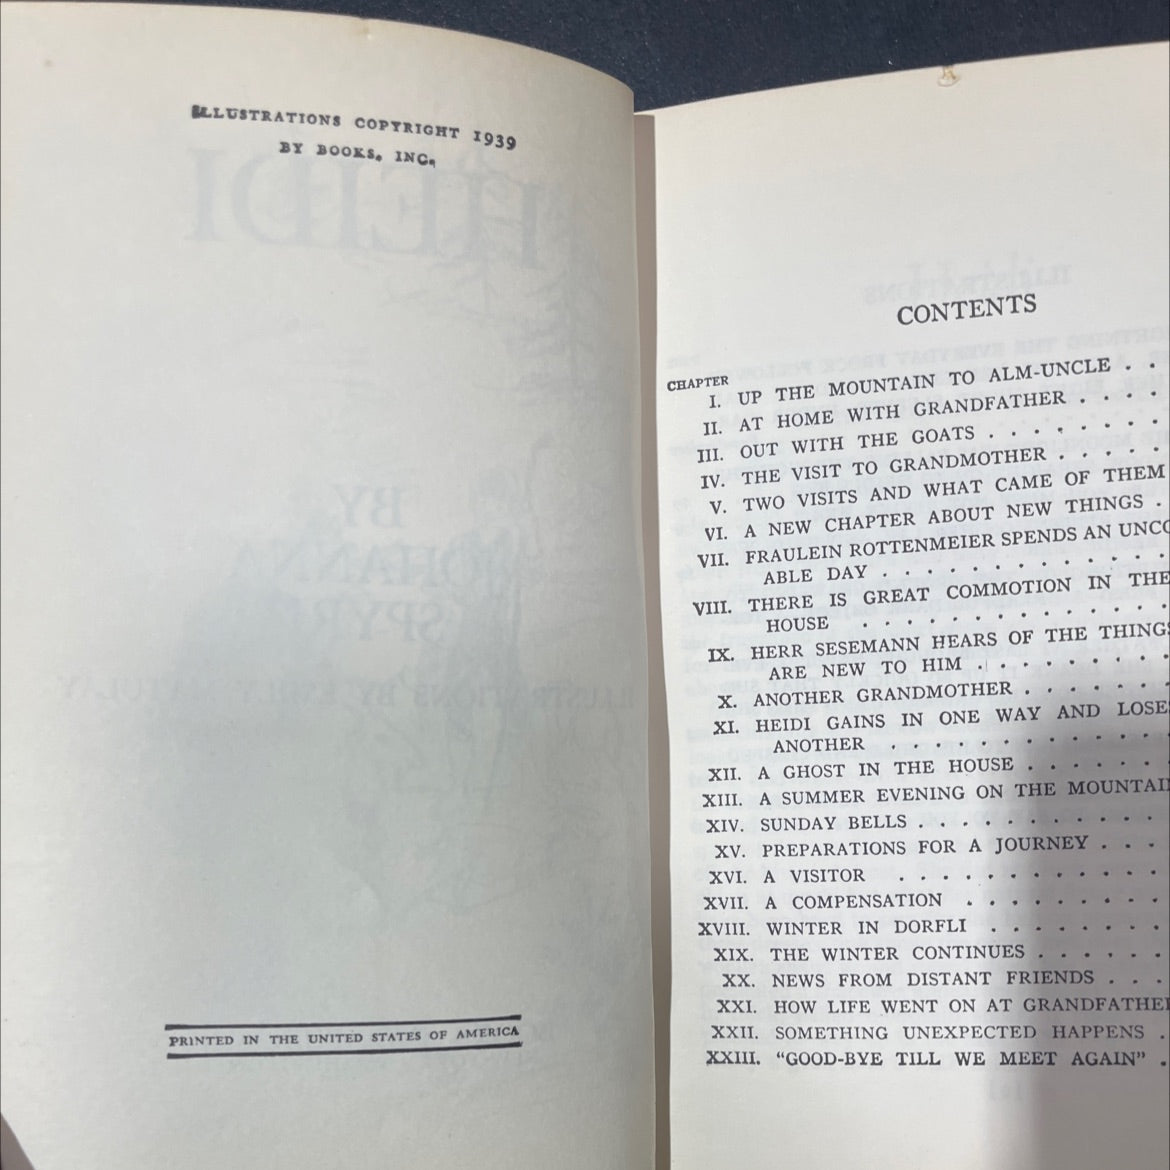 ILLUSTRATIONS COPYRIGHT 1939
BY BOOKS, INC.
PRINTED IN THE UNITED STATES OF AMERICA
CONTENTS
CHAPTER
I. UP THE MOUNTAIN TO ALM-UNCLE . .
II. AT HOME WITH GRANDFATHER . . . .
III. OUT WITH THE GOATS . . . . . . . .
IV. THE VISIT TO GRANDMOTHER . . . . .
V. TWO VISITS AND WHAT CAME OF THEM
VI. A NEW CHAPTER ABOUT NEW THINGS .
VII. FRAULEIN ROTTENMEIER SPENDS AN UNCO
ABLE DAY . . . . . . . . . . . . .
VIII. THERE IS GREAT COMMOTION IN THE
HOUSE . . . . . . . . . . . . . .
IX. HERR SESEMANN HEARS OF THE THINGS
ARE NEW TO HIM . . . . . . . . .
X. ANOTHER GRANDMOTHER . . . . . . .
XI. HEIDI GAINS IN ONE WAY AND LOSES
ANOTHER . . . . . . . . . . . . .
XII. A GHOST IN THE HOUSE . . . . . . .
XIII. A SUMMER EVENING ON THE MOUNTAIN
XIV. SUNDAY BELLS . . . . . . . . . . .
XV. PREPARATIONS FOR A JOURNEY . . . .
XVI. A VISITOR . . . . . . . . . . . .
XVII. A COMPENSATION . . . . . . . . .
XVIII. WINTER IN DORFLI . . . . . . . .
XIX. THE WINTER CONTINUES . . . . . .
XX. NEWS FROM DISTANT FRIENDS . . . .
XXI. HOW LIFE WENT ON AT GRANDFATHER
XXII. SOMETHING UNEXPECTED HAPPENS .
XXIII. "GOOD-BYE TILL WE MEET AGAIN" .